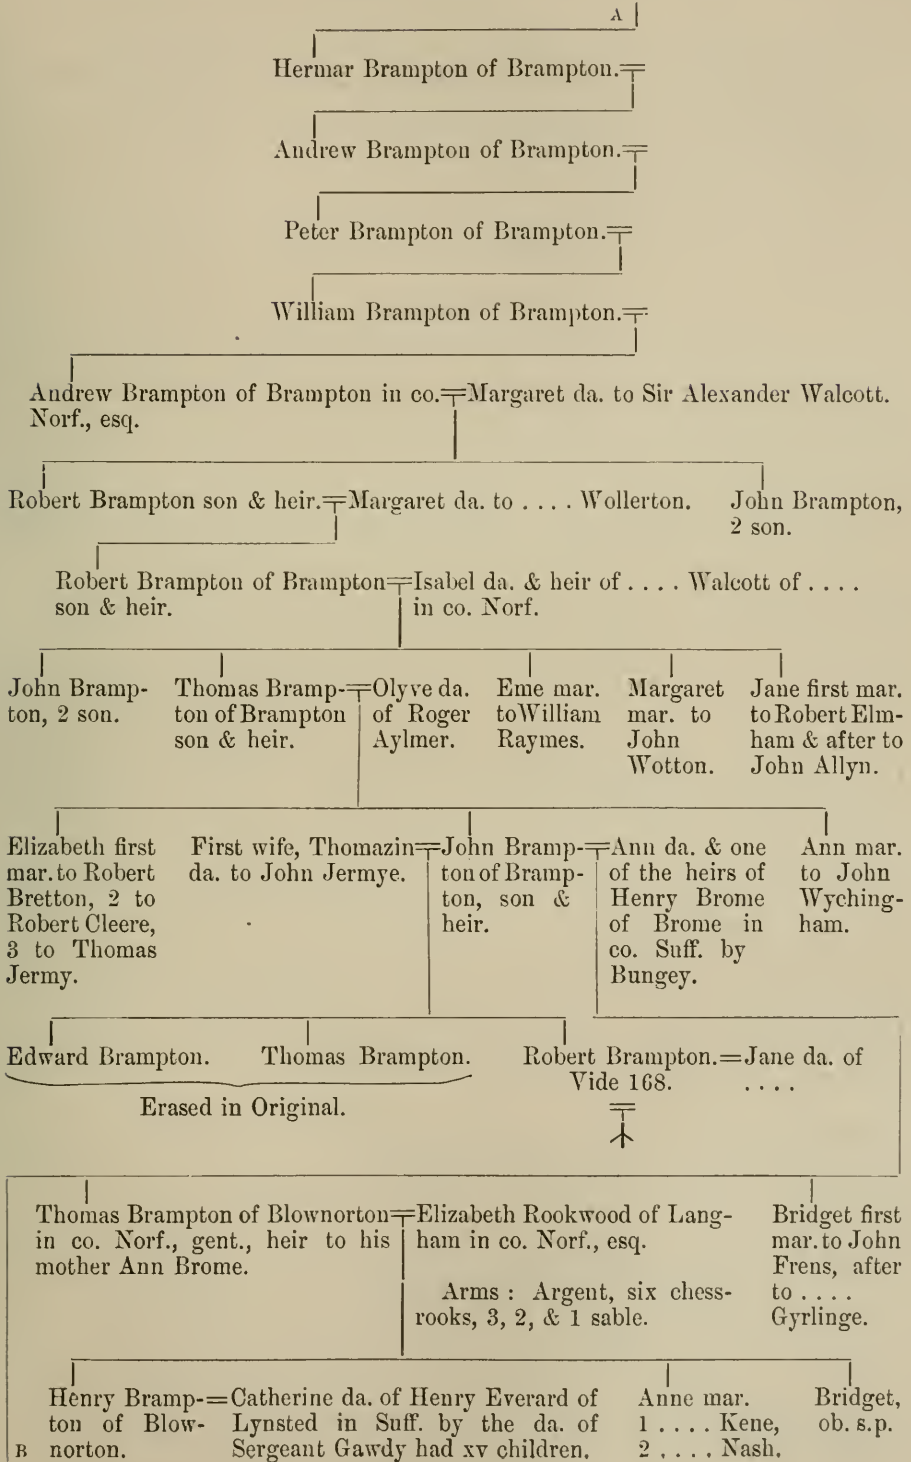 A
Hermar Brampton of Brampton.
Andrew Brampton of Brampton.
Peter Brampton of Brampton.
William Brampton of Brampton.
Andrew Brampton of Brampton in co. Margaret da. to Sir Alexander Walcott.
Norf., esq.
Robert Brampton son & heir. Margaret da. to . . . . Wollerton. John Brampton,
2 son.
Robert Brampton of Brampton Isabel da. & heir of . . . . Walcott of . . . .
son & heir. in co. Norf.
John Bramp-
ton, 2 son.
Thomas Bramp-
ton of Brampton
son & heir.
Olyve da.
of Roger
Aylmer.
Eme mar.
to William
Raymes.
Margaret
mar. to
John
Wotton.
Jane first mar.
to Robert Elm-
ham & after to
John Allyn.
Elizabeth first
mar. to Robert
Bretton, 2 to
Robert Cleere,
3 to Thomas
Jermy.
First wife, Thomazin
da. to John Jermye.
John Bramp-
ton of Bramp-
ton, son &
heir.
Ann da. & one
of the heirs of
Henry Brome
of Brome in
co. Suff. by
Bungey.
Ann mar.
to John
Wyching-
ham.
Edward Brampton. Thomas Brampton.
Erased in Original.
Robert Brampton.=Jane da. of
Vide 168. . . . .
Thomas Brampton of Blownorton
in co. Norf., gent., heir to his
mother Ann Brome.
Elizabeth Rookwood of Lang-
ham in co. Norf., esq.
Arms : Argent, six chess-
rooks, 3, 2, & 1 sable.
Bridget first
mar. to John
Frens, after
to . . . .
Gyrlinge.
Henry Bramp-
ton of Blow-
norton.
=Catherine da. of Henry Everard of
Lynsted in Suff. by the da. of
Sergeant Gawdy had xv children.
Anne mar.
1 . . . . Kene,
2 . . . . Nash.
Bridget,
ob. s.p.
B